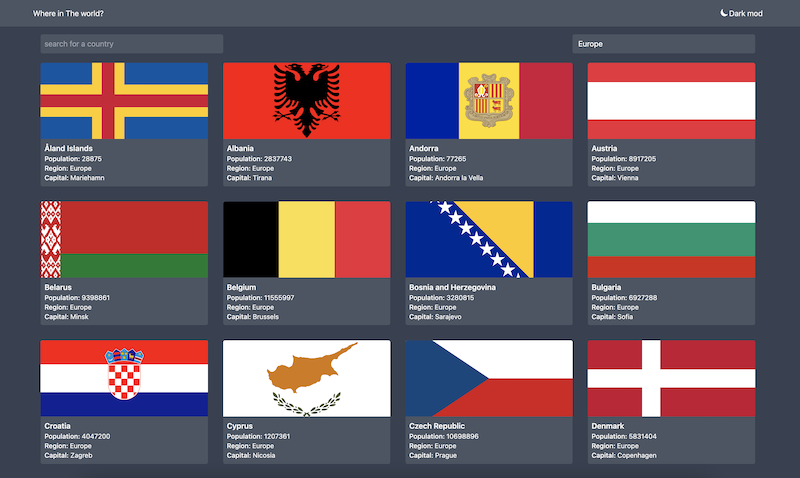 Where in The world?
Dark mod
search for a country
Europe
Åland Islands
Population: 28875
Region: Europe
Capital: Mariehamn
Albania
Population: 2837743
Region: Europe
Capital: Tirana
Andorra
Population: 77265
Region: Europe
Capital: Andorra la Vella
Austria
Population: 8917205
Region: Europe
Capital: Vienna
Belarus
Population: 9398861
Region: Europe
Capital: Minsk
Belgium
Population: 11555997
Region: Europe
Capital: Brussels
Bosnia and Herzegovina
Population: 3280815
Region: Europe
Capital: Sarajevo
Bulgaria
Population: 6927288
Region: Europe
Capital: Sofia
Croatia
Population: 4047200
Region: Europe
Capital: Zagreb
Cyprus
Population: 1207361
Region: Europe
Capital: Nicosia
Czech Republic
Population: 10698896
Region: Europe
Capital: Prague
Denmark
Population: 5831404
Region: Europe
Capital: Copenhagen